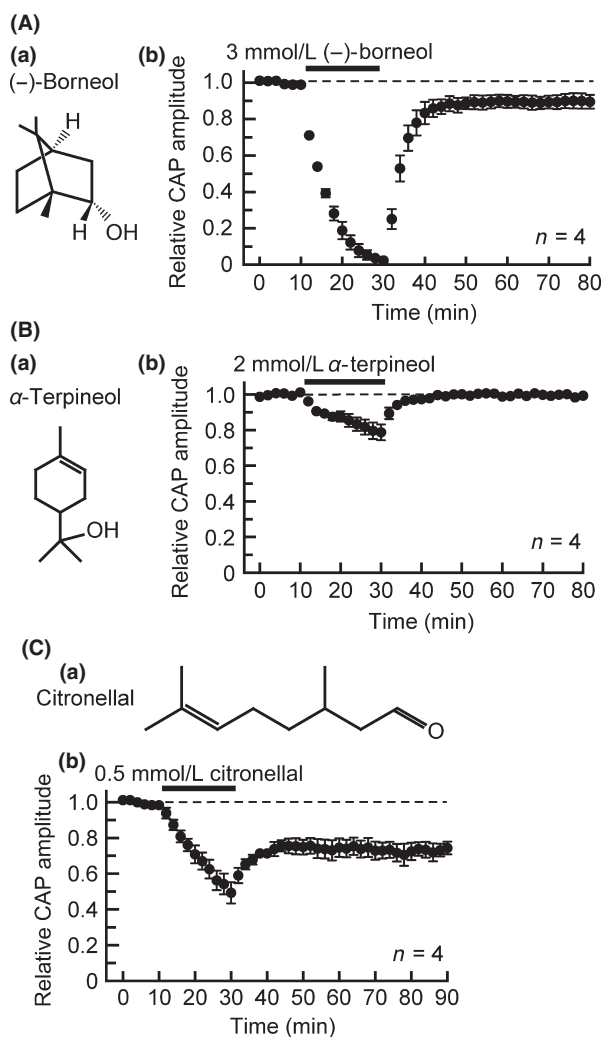 (A)
(a)
(−)-Borneol
H
H
OH
(b)
3 mmol/L (−)-borneol
Relative CAP amplitude
1.0
0.8
0.6
0.4
0.2
0
n = 4
0 10 20 30 40 50 60 70 80
Time (min)
(B)
(a)
α-Terpineol
OH
(b)
2 mmol/L α-terpineol
Relative CAP amplitude
1.0
0.8
0.6
0.4
0.2
0
n = 4
0 10 20 30 40 50 60 70 80
Time (min)
(C)
(a)
Citronellal
O
(b)
0.5 mmol/L citronellal
Relative CAP amplitude
1.0
0.8
0.6
0.4
0.2
0
n = 4
0 10 20 30 40 50 60 70 80 90
Time (min)